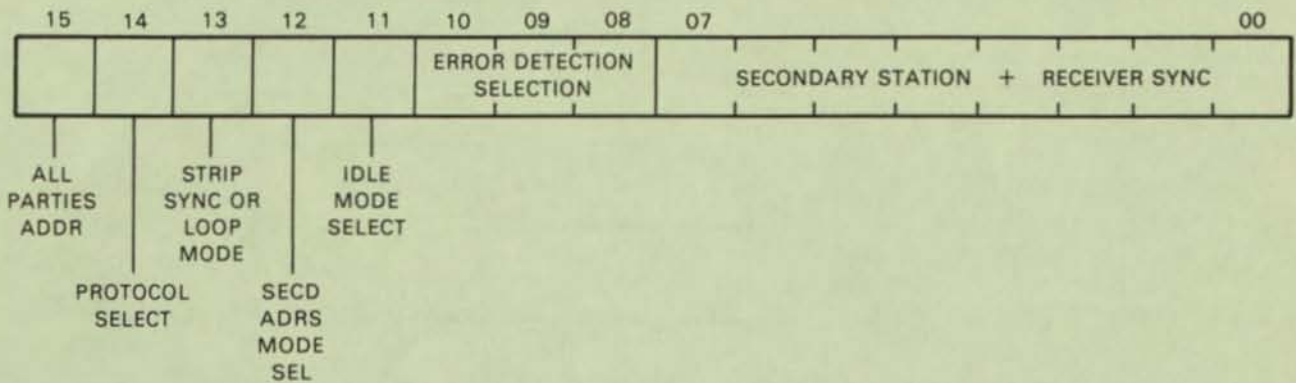 15 14 13 12 11 10 09 08 07 00
ERROR DETECTION
SELECTION
SECONDARY STATION + RECEIVER SYNC
ALL
PARTIES
ADDR
STRIP
SYNC OR
LOOP
MODE
IDLE
MODE
SELECT
PROTOCOL
SELECT
SECD
ADRS
MODE
SEL